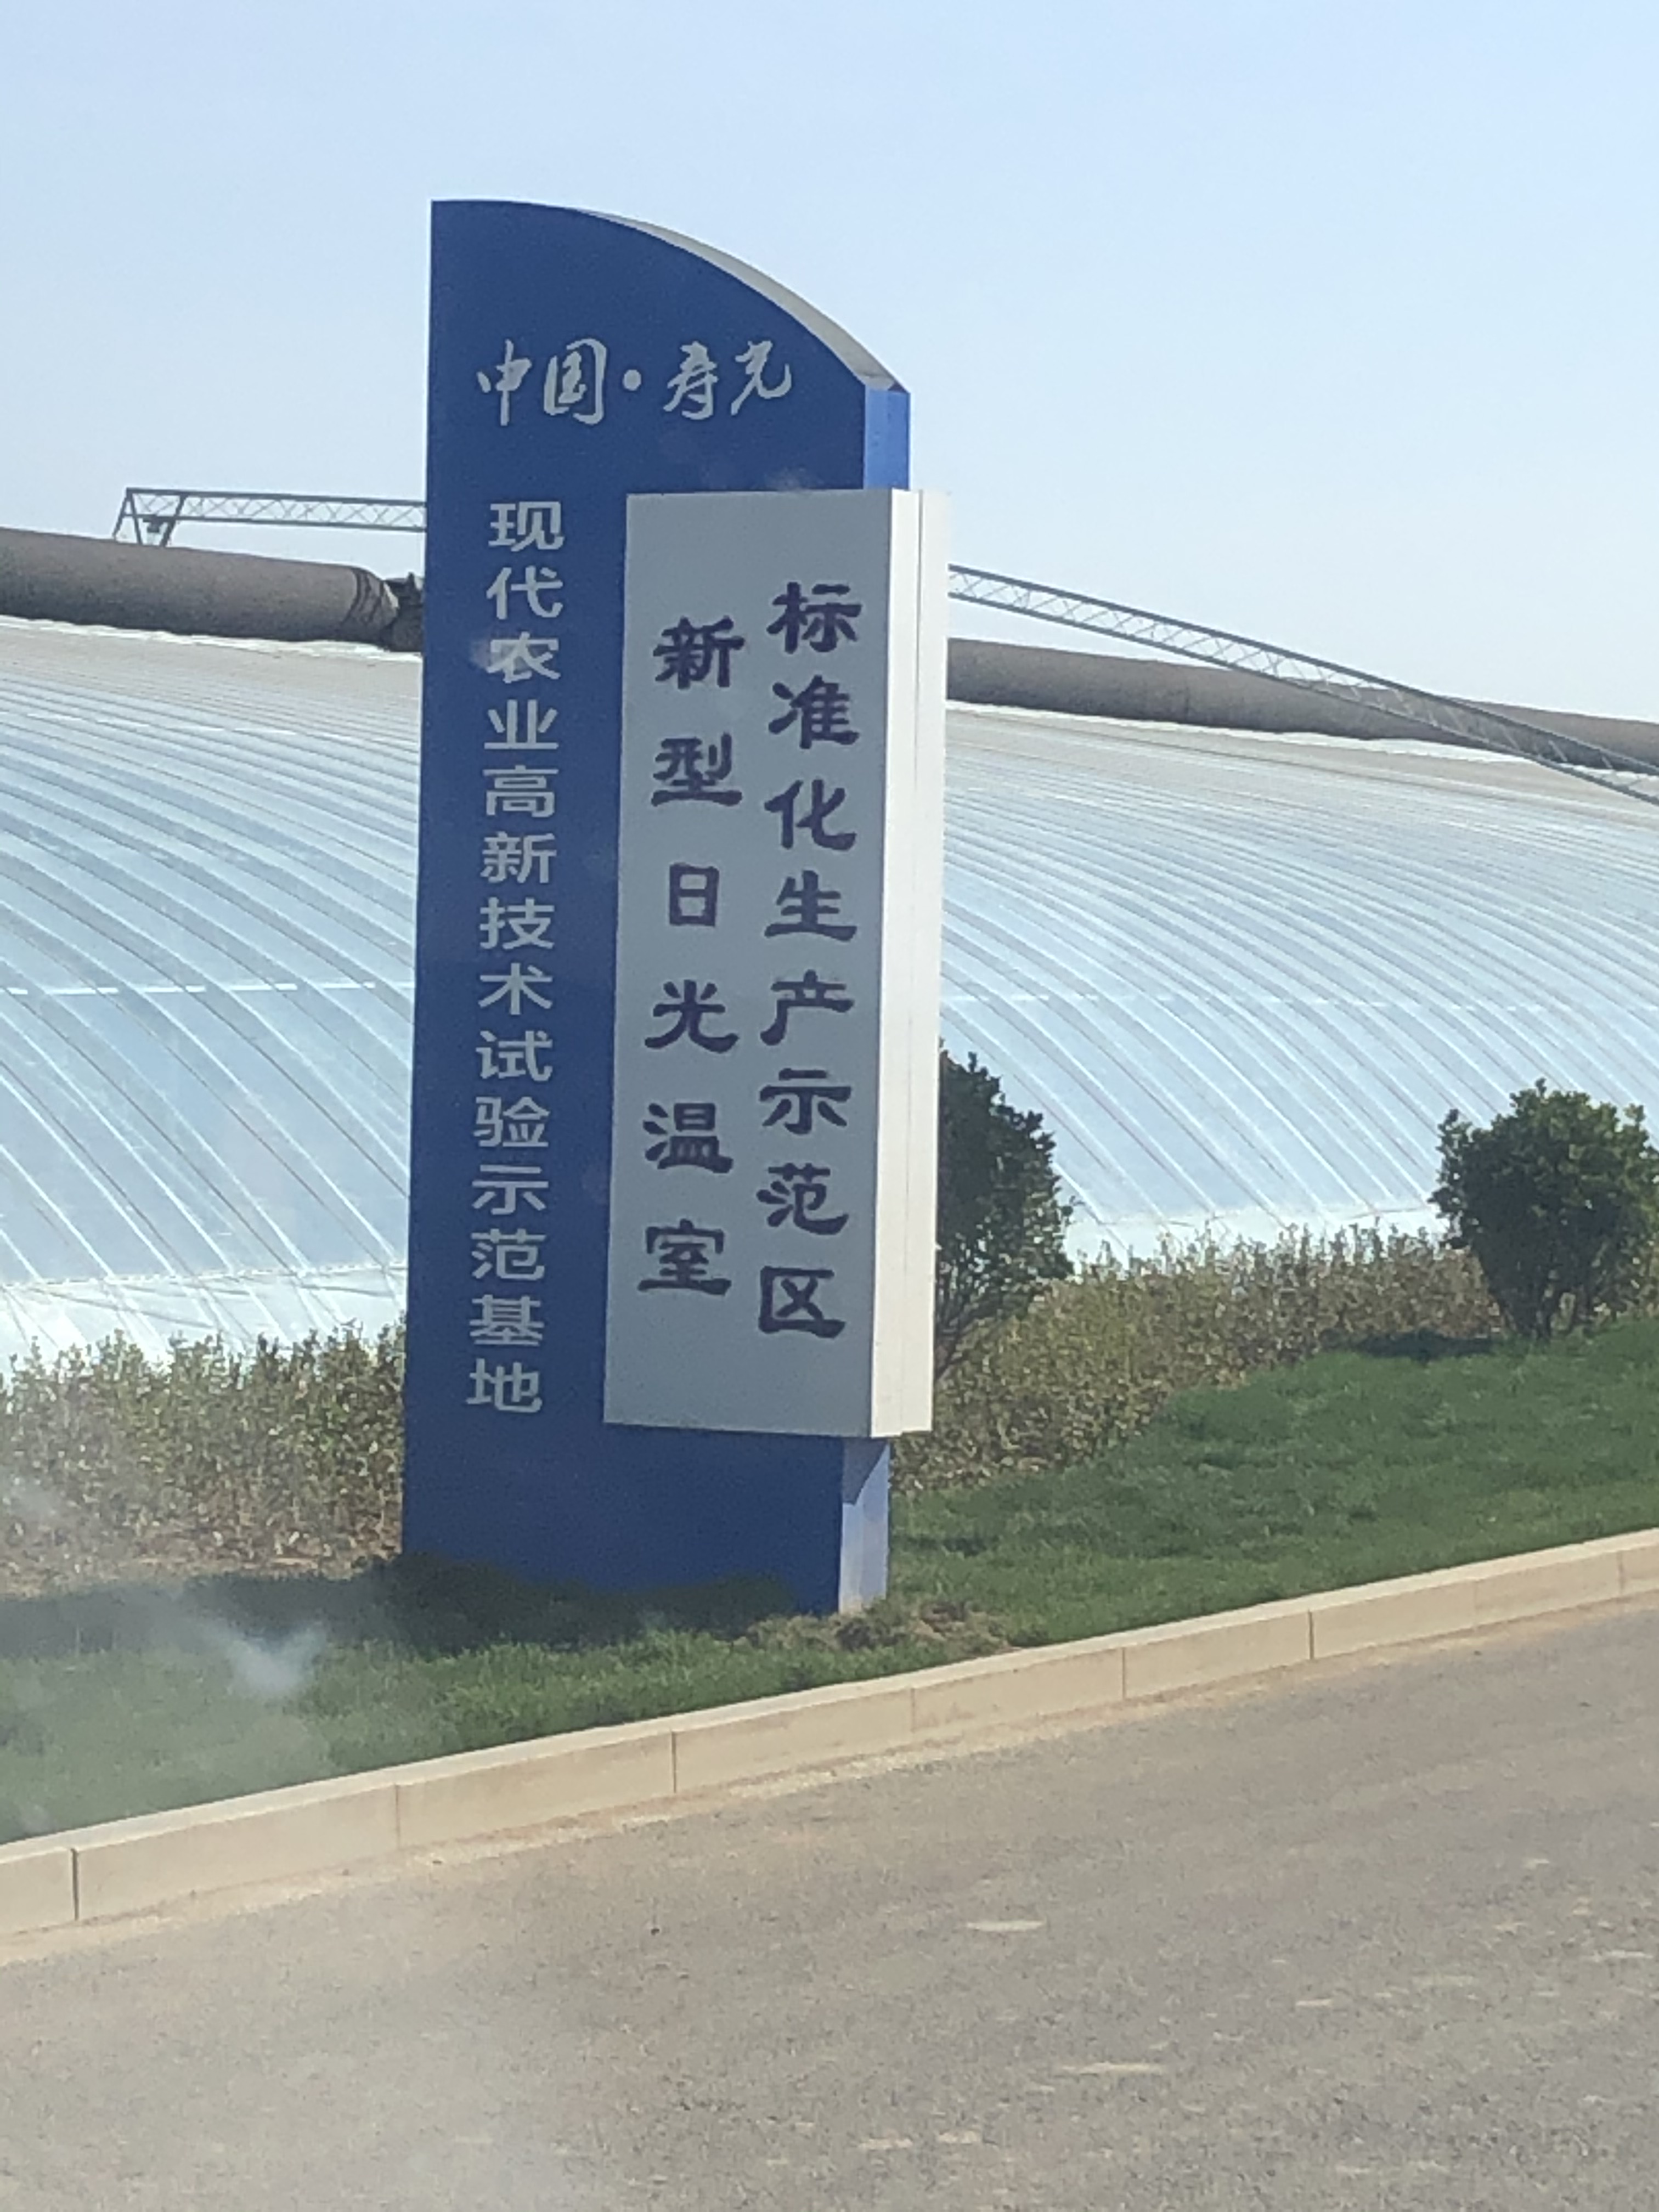 中国·寿光
现代农业高新技术试验示范基地
新型日光温室
标准化生产示范区